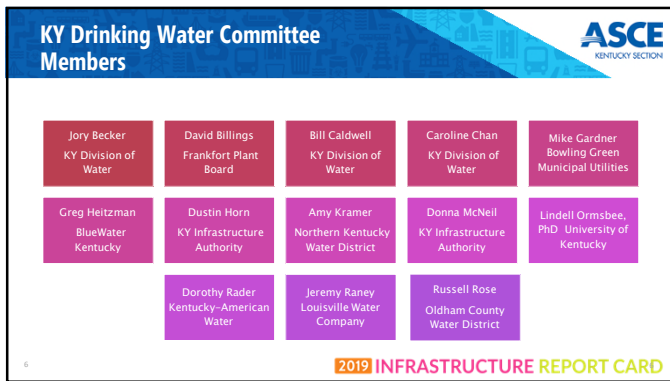 KY Drinking Water Committee
Members
ASCE
KENTUCKY SECTION
Jory Becker
KY Division of
Water
David Billings
Frankfort Plant
Board
Bill Caldwell
KY Division of
Water
Caroline Chan
KY Division of
Water
Mike Gardner
Bowling Green
Municipal Utilities
Greg Heitzman
BlueWater
Kentucky
Dustin Horn
KY Infrastructure
Authority
Amy Kramer
Northern Kentucky
Water District
Donna McNeil
KY Infrastructure
Authority
Lindell Ormsbee,
PhD University of
Kentucky
Dorothy Rader
Kentucky-American
Water
Jeremy Raney
Louisville Water
Company
Russell Rose
Oldham County
Water District
6
2019 INFRASTRUCTURE REPORT CARD